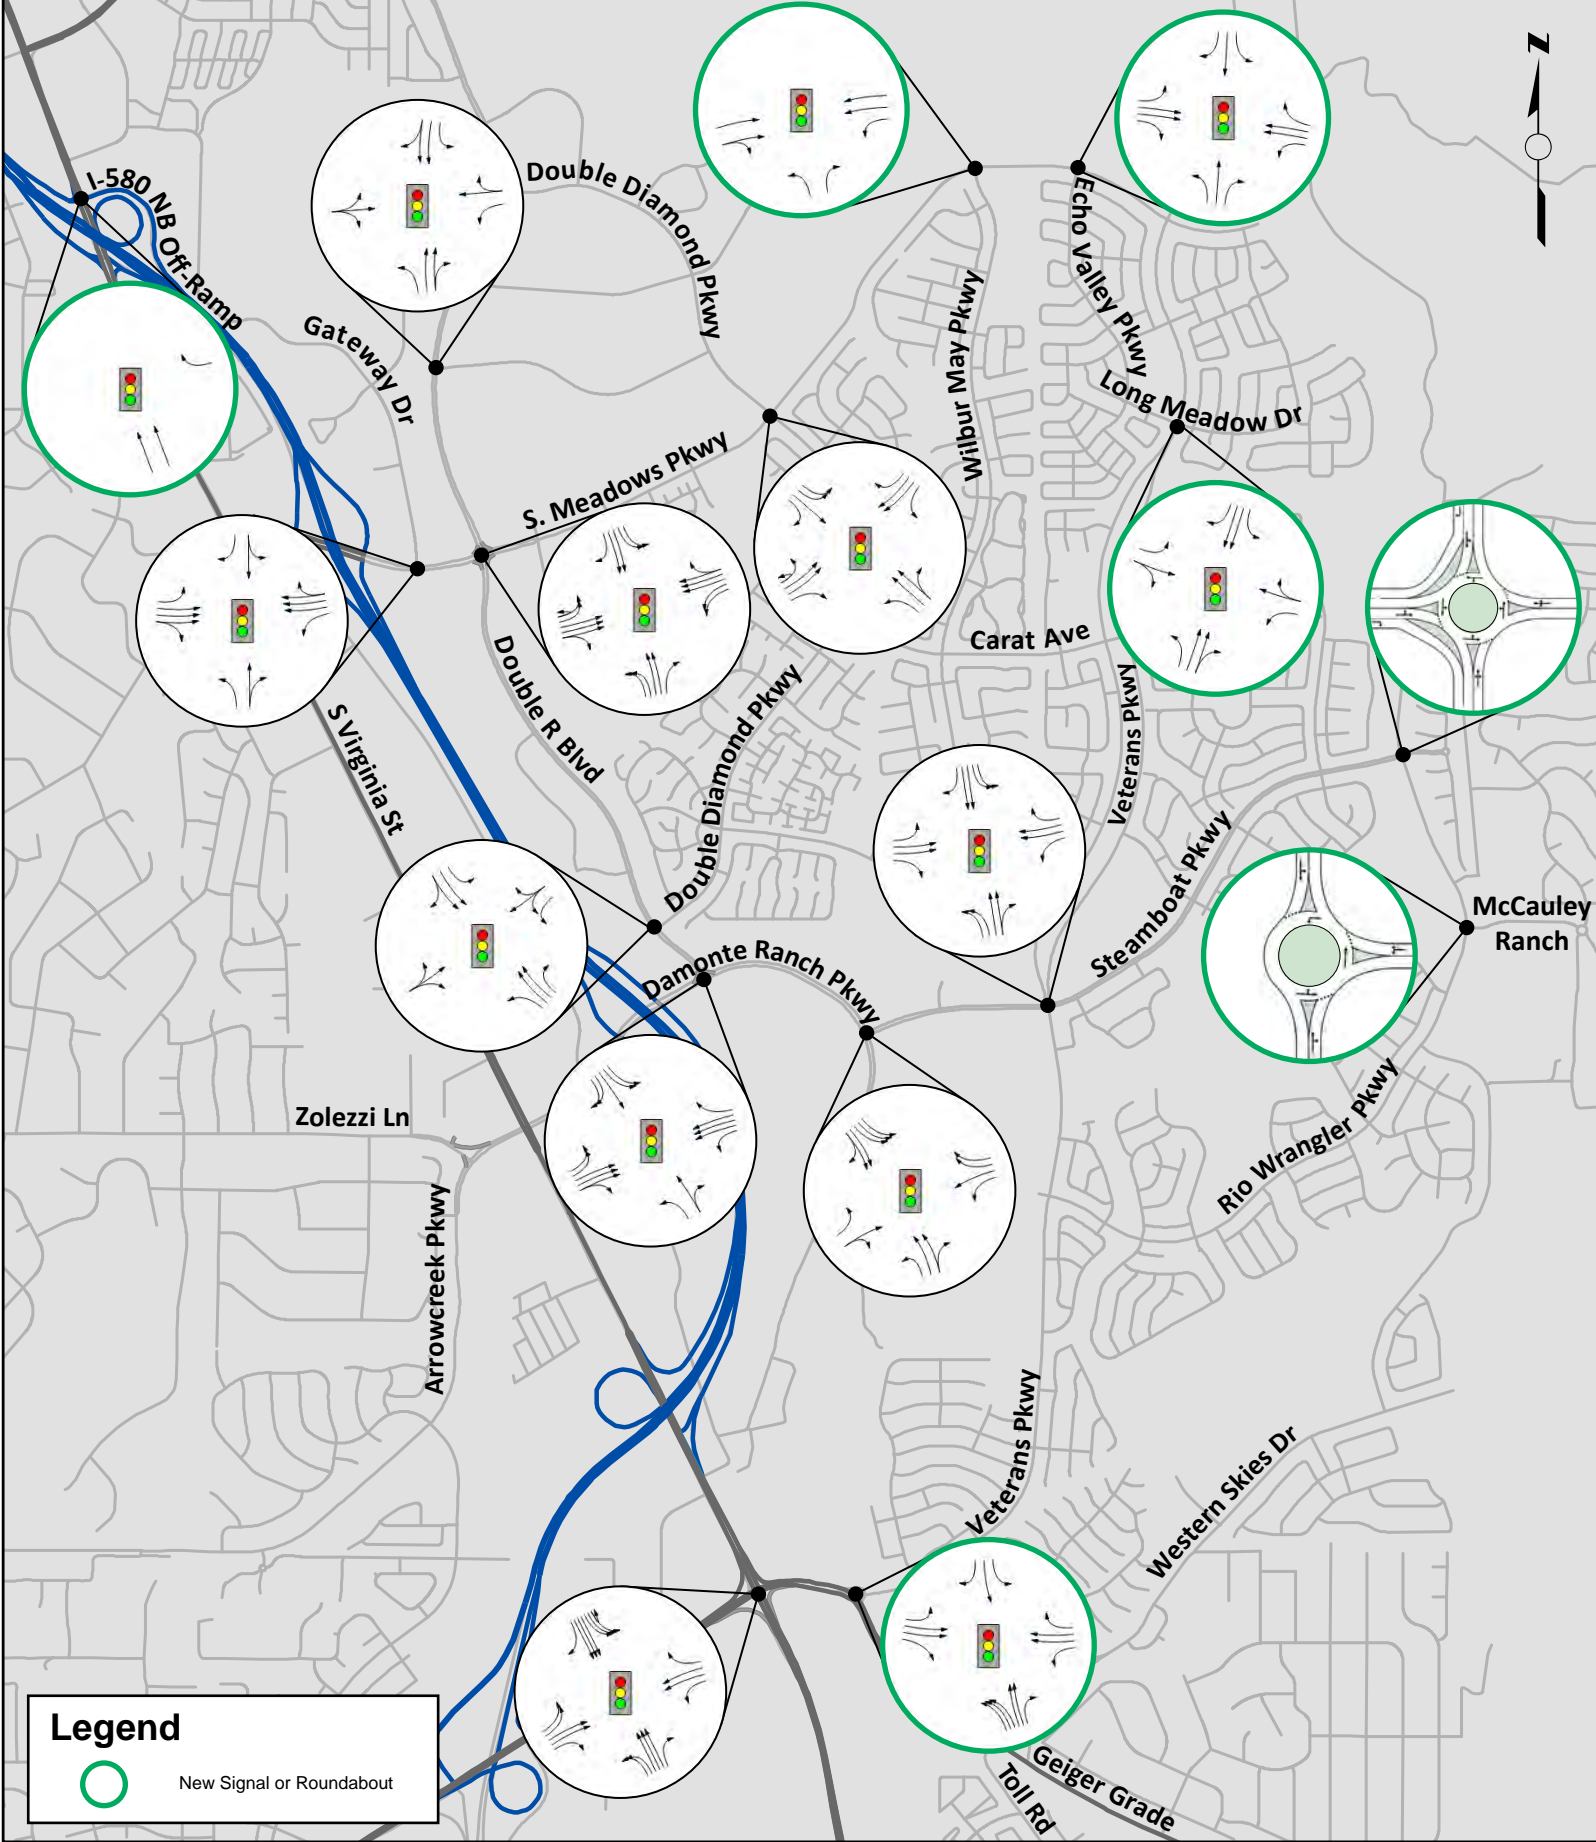 N
I-580 NB Off-Ramp
Double Diamond Pkwy
Echo Valley Pkwy
Gateway Dr
Wilbur May Pkwy
Long Meadow Dr
S. Meadows Pkwy
Carat Ave
Double R Blvd
Double Diamond Pkwy
Veterans Pkwy
S Virginia St
Steamboat Pkwy
McCauley
Ranch
Damonte Ranch Pkwy
Zolezzi Ln
Rio Wrangler Pkwy
Arrowcreek Pkwy
Veterans Pkwy
Western Skies Dr
Geiger Grade
Toll Rd
Legend
New Signal or Roundabout